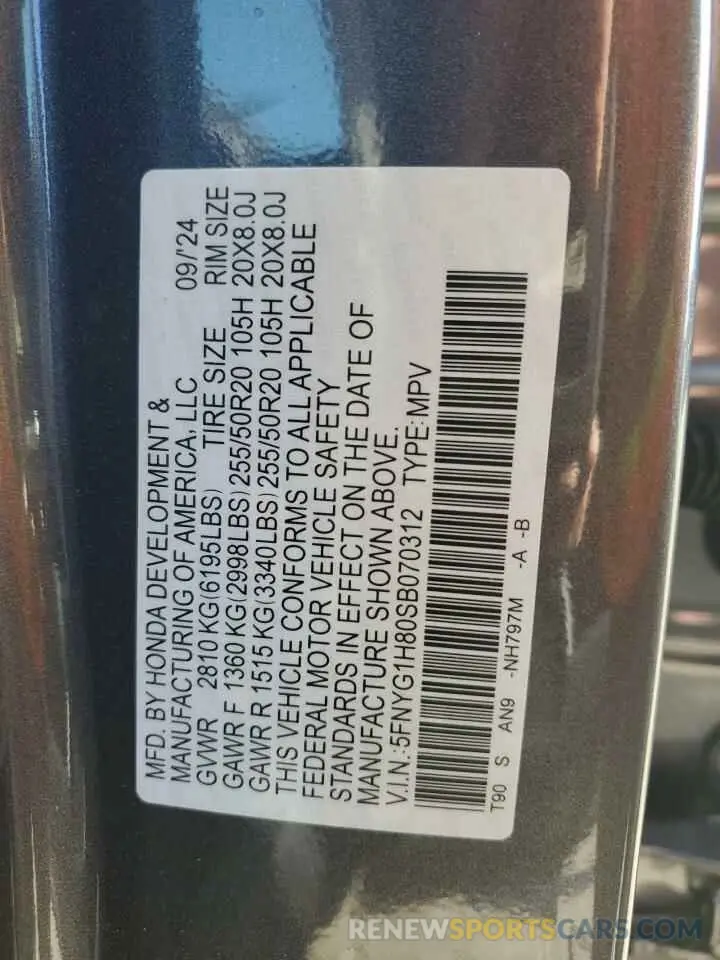 MFD. BY HONDA DEVELOPMENT &
MANUFACTURING OF AMERICA, LLC 09/'24
GVWR 2810 KG(6195LBS) TIRE SIZE RIM SIZE
GAWR F 1360 KG(2998LBS) 255/50R20 105H 20X8.0J
GAWR R 1515 KG(3340LBS) 255/50R20 105H 20X8.0J
THIS VEHICLE CONFORMS TO ALL APPLICABLE
FEDERAL MOTOR VEHICLE SAFETY
STANDARDS IN EFFECT ON THE DATE OF
MANUFACTURE SHOWN ABOVE.
V.I.N.:5FNYG1H80SB070312 TYPE:MPV
T90 S AN9 -NH797M -A -B
RENEWSPORTSCARS.COM